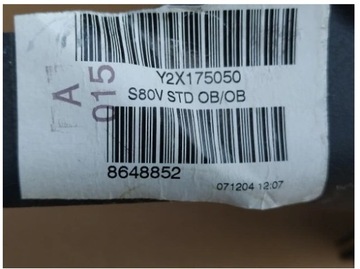 A
015
Y2X175050
S80V STD OB/OB
8648852
071204 12:07